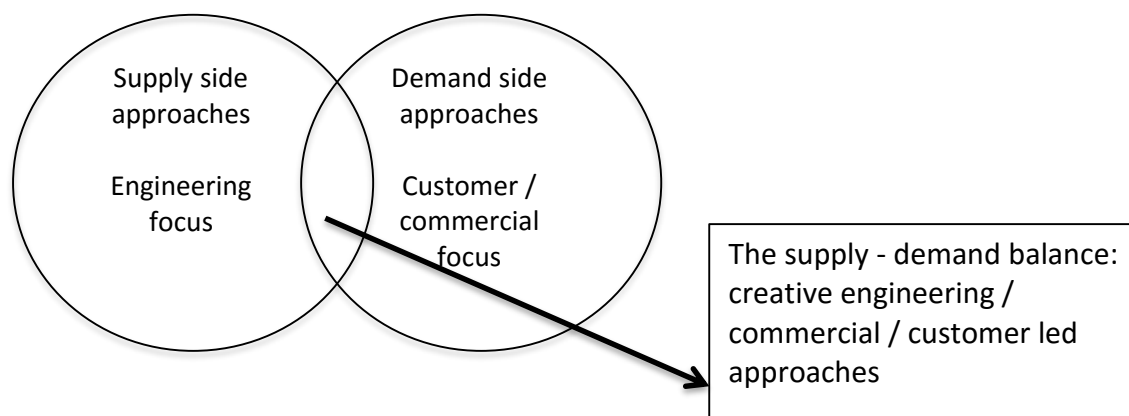 Supply side
approaches
Engineering
focus
Demand side
approaches
Customer /
commercial
focus
The supply - demand balance:
creative engineering /
commercial / customer led
approaches